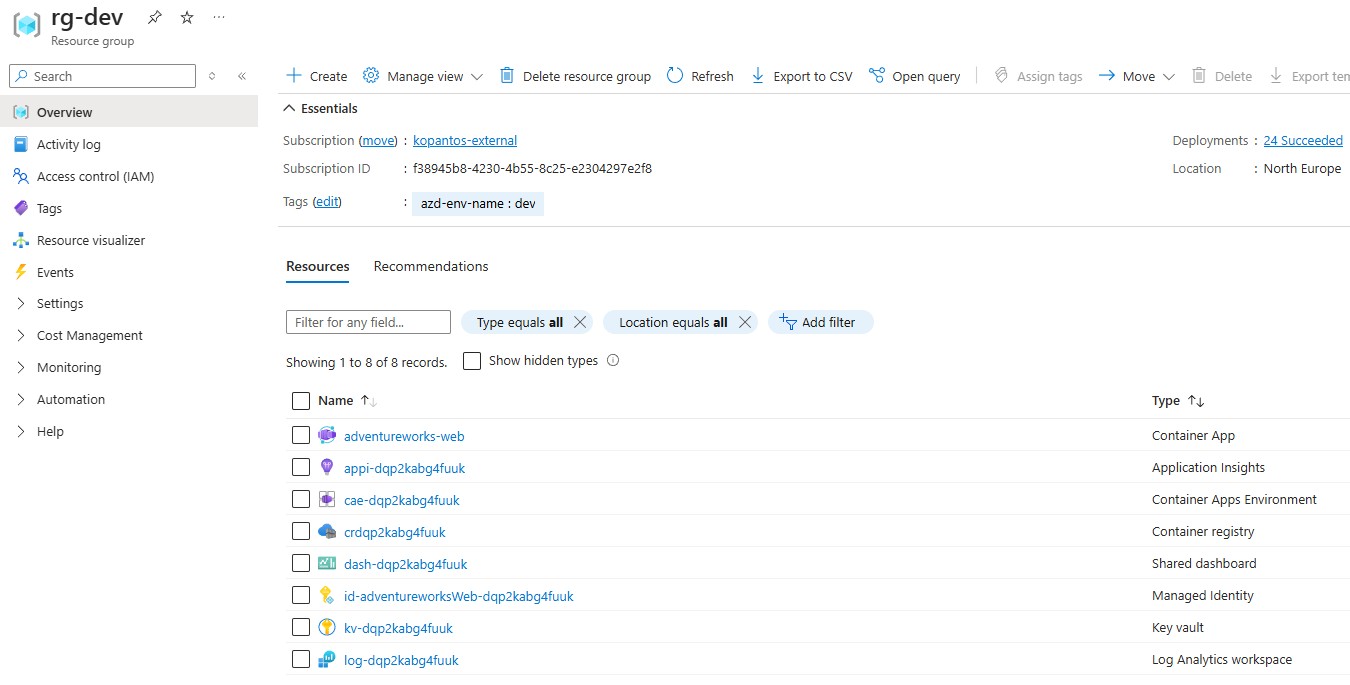 rg-dev
Resource group
Search
Overview
Activity log
Access control (IAM)
Tags
Resource visualizer
Events
Settings
Cost Management
Monitoring
Automation
Help
Create Manage view Delete resource group Refresh Export to CSV Open query Assign tags Move Delete Export tem
Essentials
Subscription (move) : kopantos-external
Deployments : 24 Succeeded
Subscription ID : f38945b8-4230-4b55-8c25-e2304297e2f8
Location : North Europe
Tags (edit) : azd-env-name : dev
Resources Recommendations
Filter for any field... Type equals all Location equals all Add filter
Showing 1 to 8 of 8 records. Show hidden types
Name Type
adventureworks-web Container App
appi-dqp2kabg4fuuk Application Insights
cae-dqp2kabg4fuuk Container Apps Environment
crdqp2kabg4fuuk Container registry
dash-dqp2kabg4fuuk Shared dashboard
id-adventureworksWeb-dqp2kabg4fuuk Managed Identity
kv-dqp2kabg4fuuk Key vault
log-dqp2kabg4fuuk Log Analytics workspace